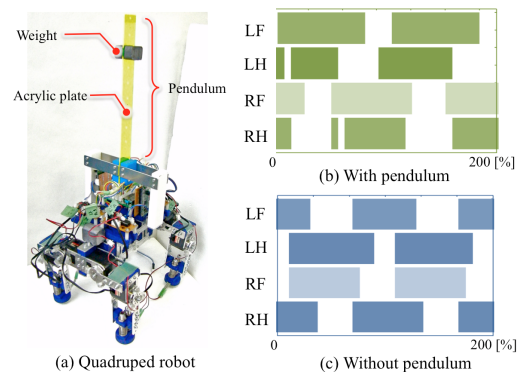 Weight
Acrylic plate
Pendulum
(a) Quadruped robot
LF
LH
RF
RH
0
200 [%]
(b) With pendulum
LF
LH
RF
RH
0
200 [%]
(c) Without pendulum